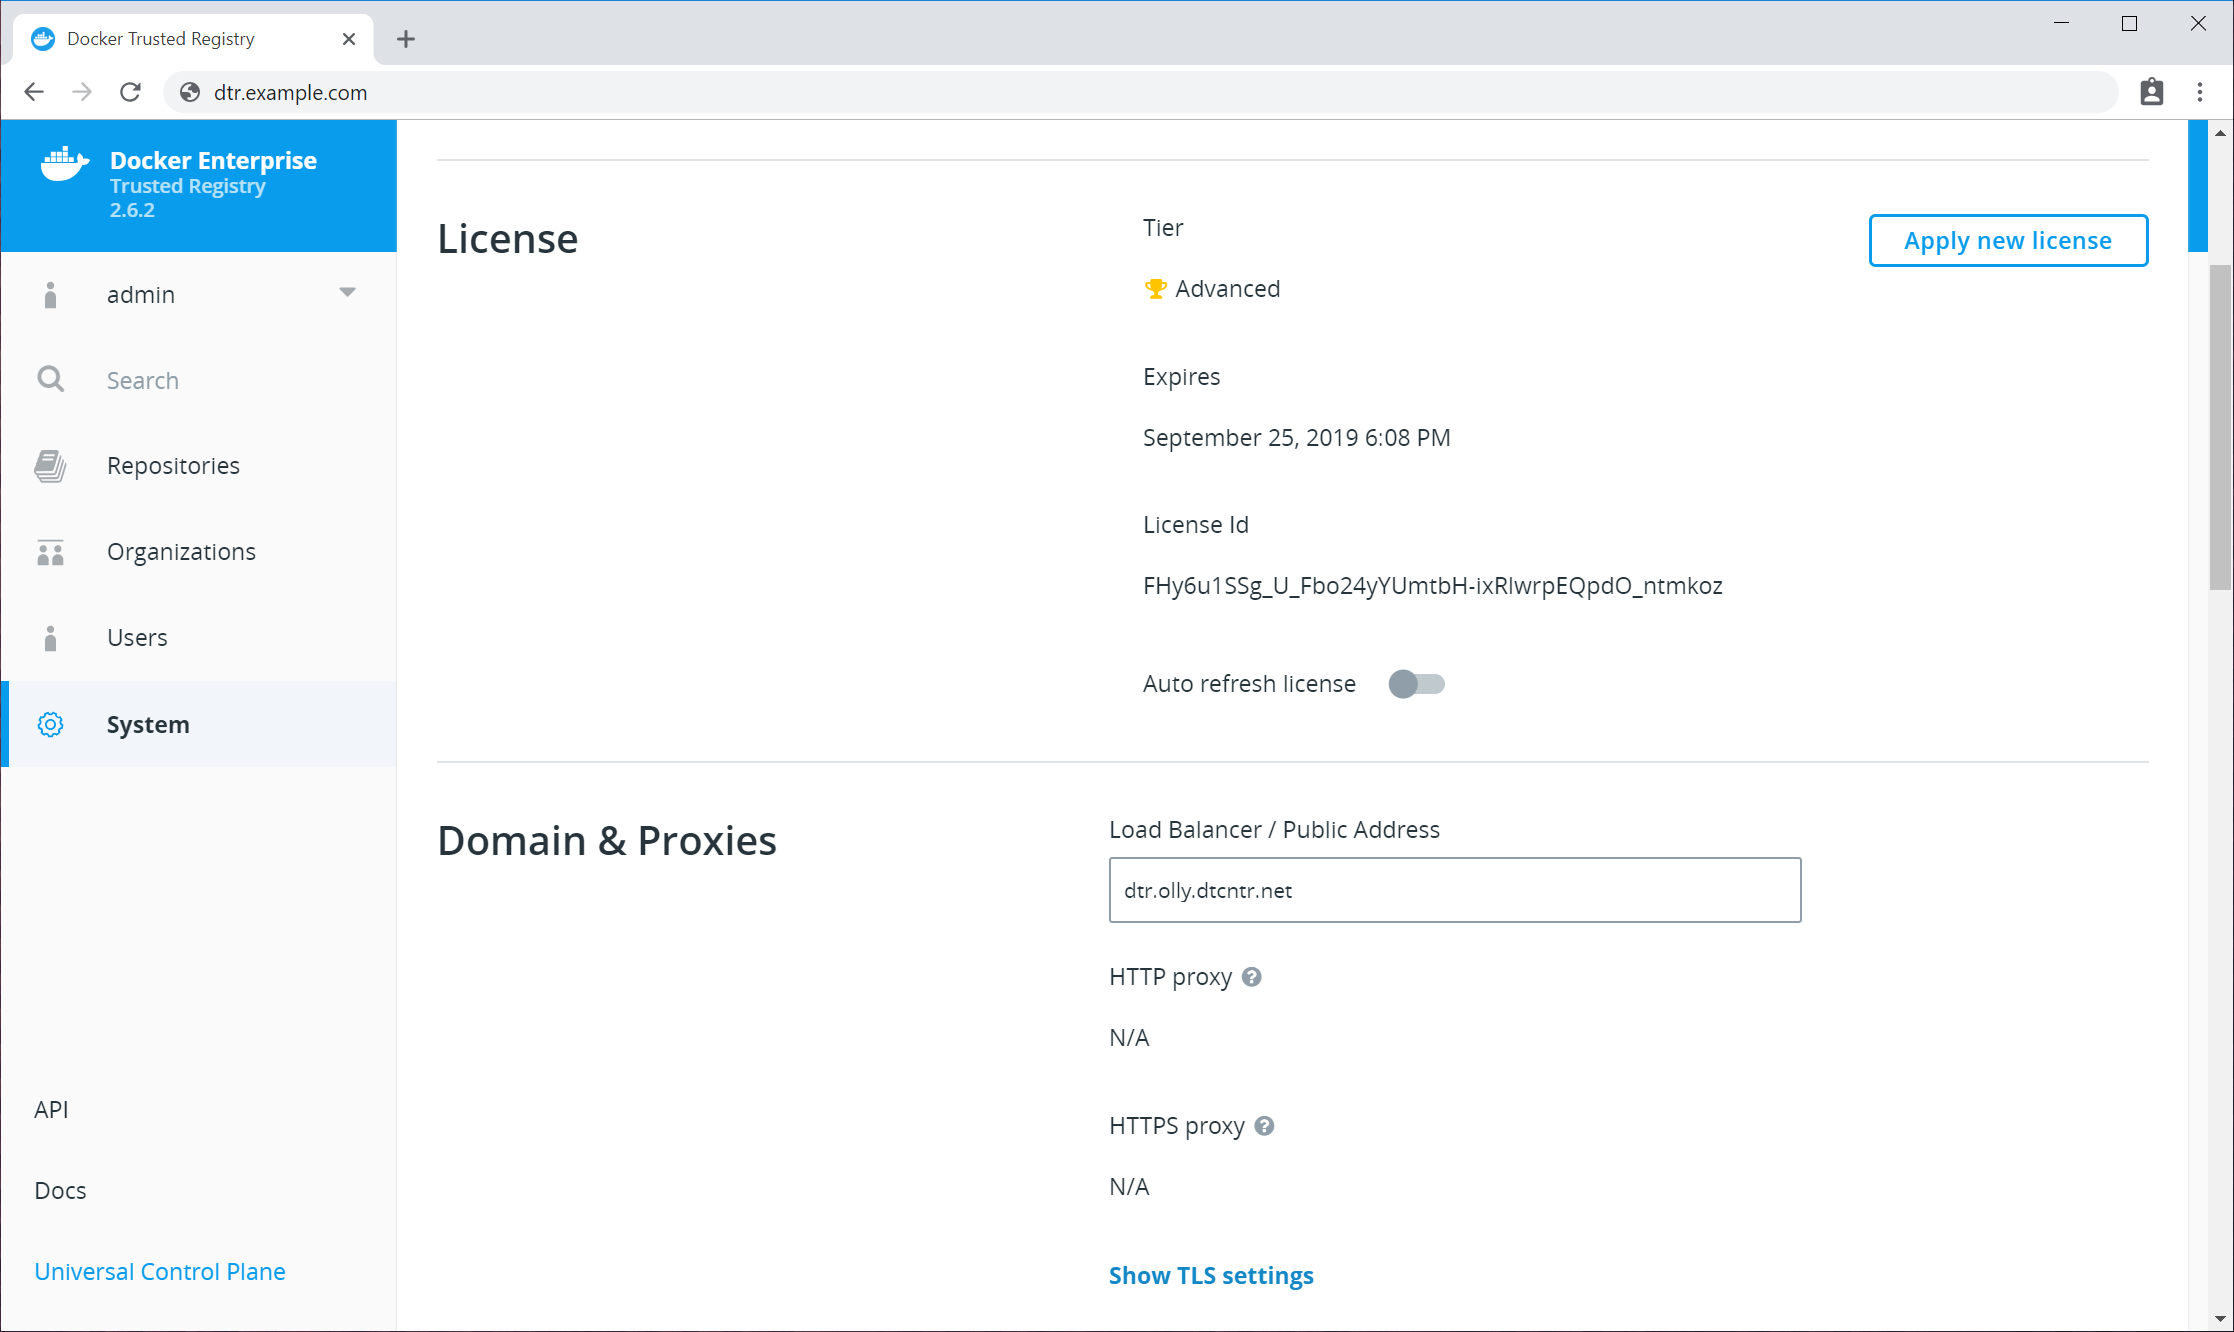 Docker Trusted Registry
dtr.example.com
Docker Enterprise
Trusted Registry
2.6.2
admin
Search
Repositories
Organizations
Users
System
API
Docs
Universal Control Plane
License
Tier
Advanced
Apply new license
Expires
September 25, 2019 6:08 PM
License Id
FHy6u1SSg_U_Fbo24yYUmtbH-ixRlwrpEQpdO_ntmkoz
Auto refresh license
Domain & Proxies
Load Balancer / Public Address
dtr.olly.dtcntr.net
HTTP proxy ?
N/A
HTTPS proxy ?
N/A
Show TLS settings